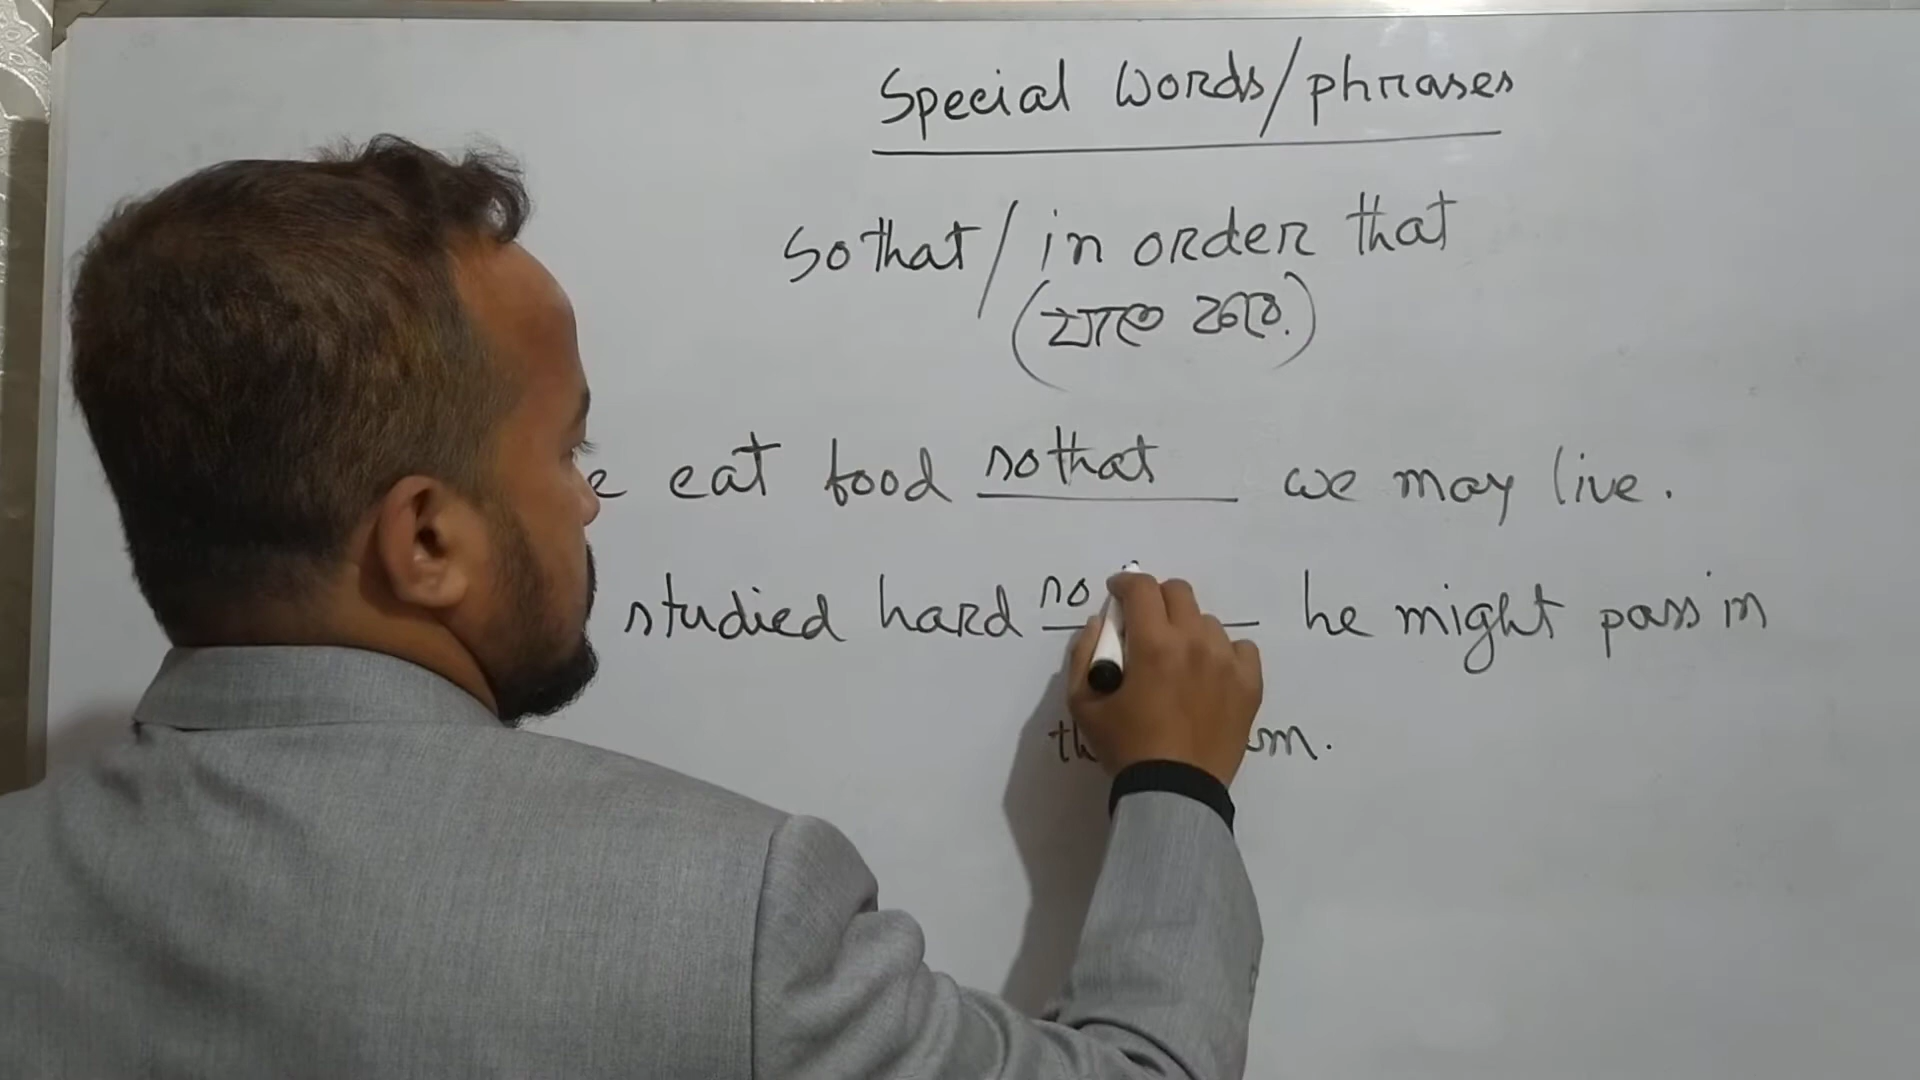 Special Words/phrases
So that / in order that
(যাতে করে.)
eat food so that we may live.
studied hard so he might pass in